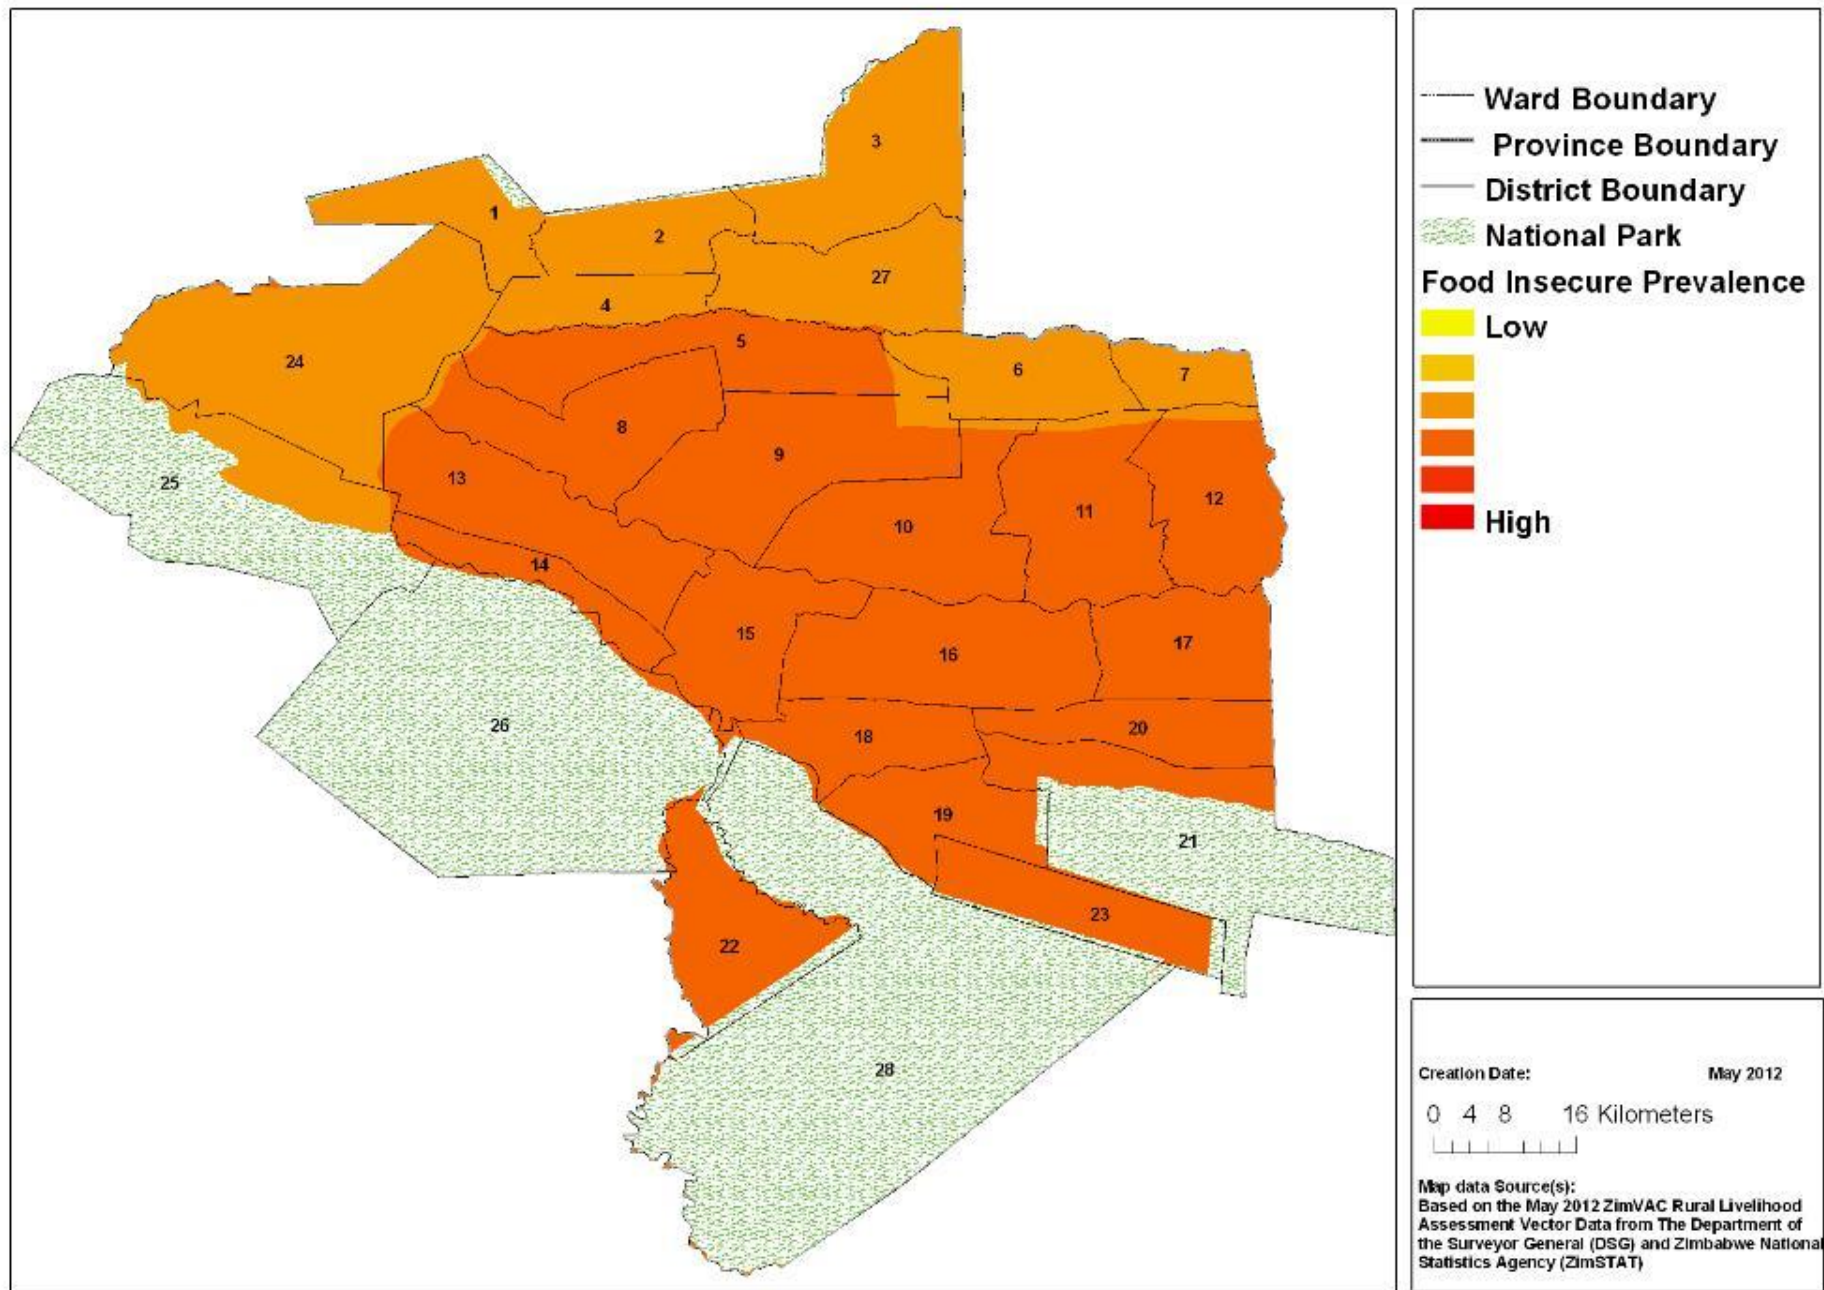 3
1
2
27
4
5
24
6
7
8
9
25
13
12
11
10
14
15
17
16
26
20
18
19
21
23
22
28
Ward Boundary
Province Boundary
District Boundary
National Park
Food Insecure Prevalence
Low
High
Creation Date: May 2012
0 4 8 16 Kilometers
Map data Source(s):
Based on the May 2012 ZimVAC Rural Livelihood
Assessment Vector Data from The Department of
the Surveyor General (DSG) and Zimbabwe National
Statistics Agency (ZimSTAT)